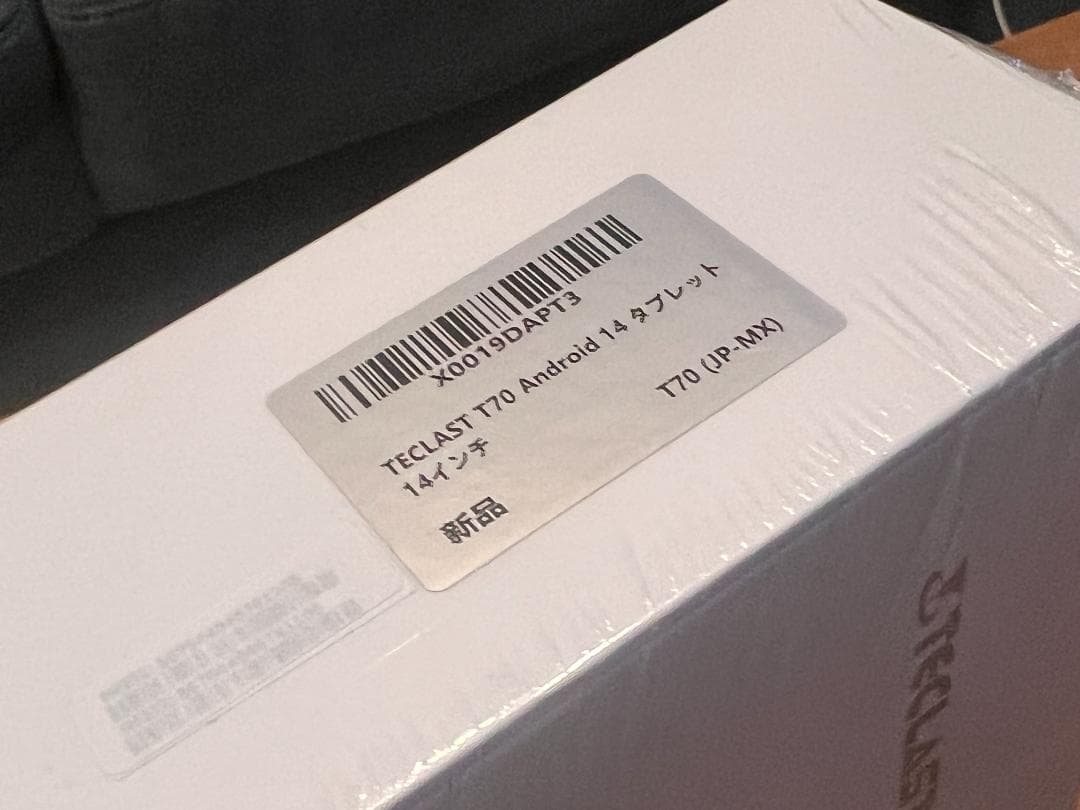 X0019DAPT3
TECLAST T70 Android 14 タブレット
14インチ
T70 (JP-MX)
新品
TECLAS